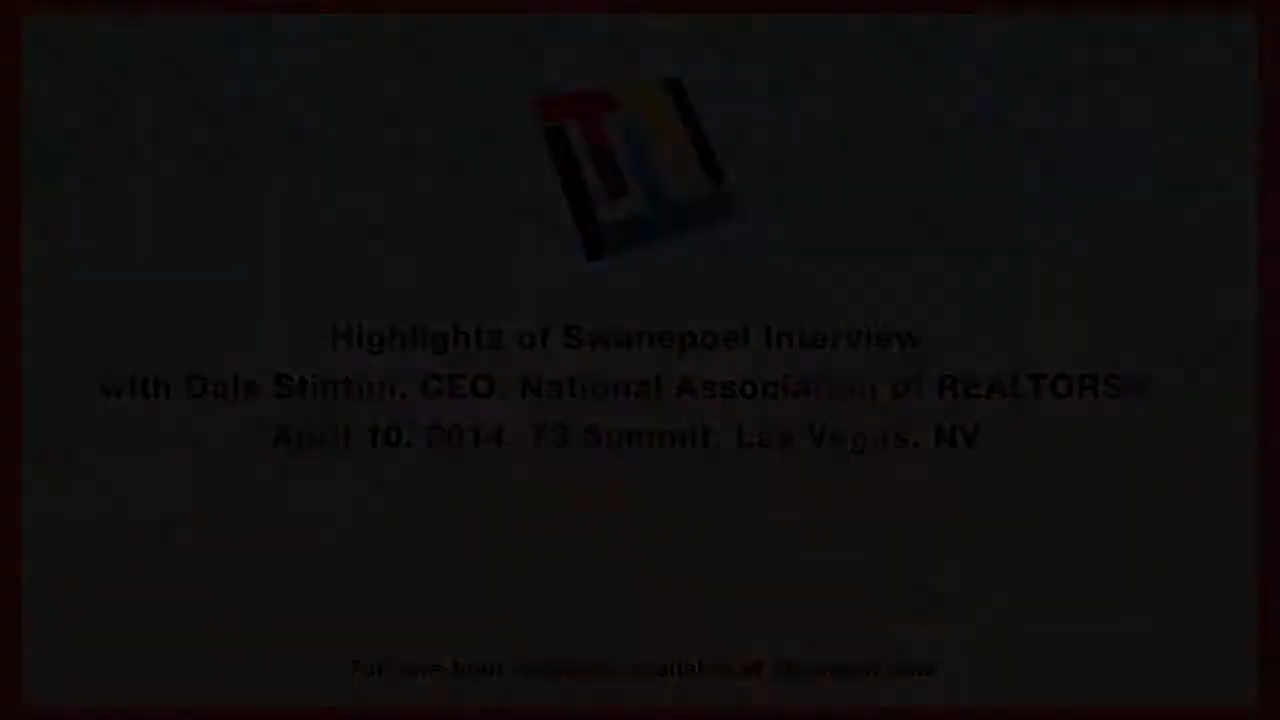 Highlights of Swanepoel Interview
with Dale Stinton, CEO, National Association of REALTORS®
April 10, 2014, T3 Summit, Las Vegas, NV